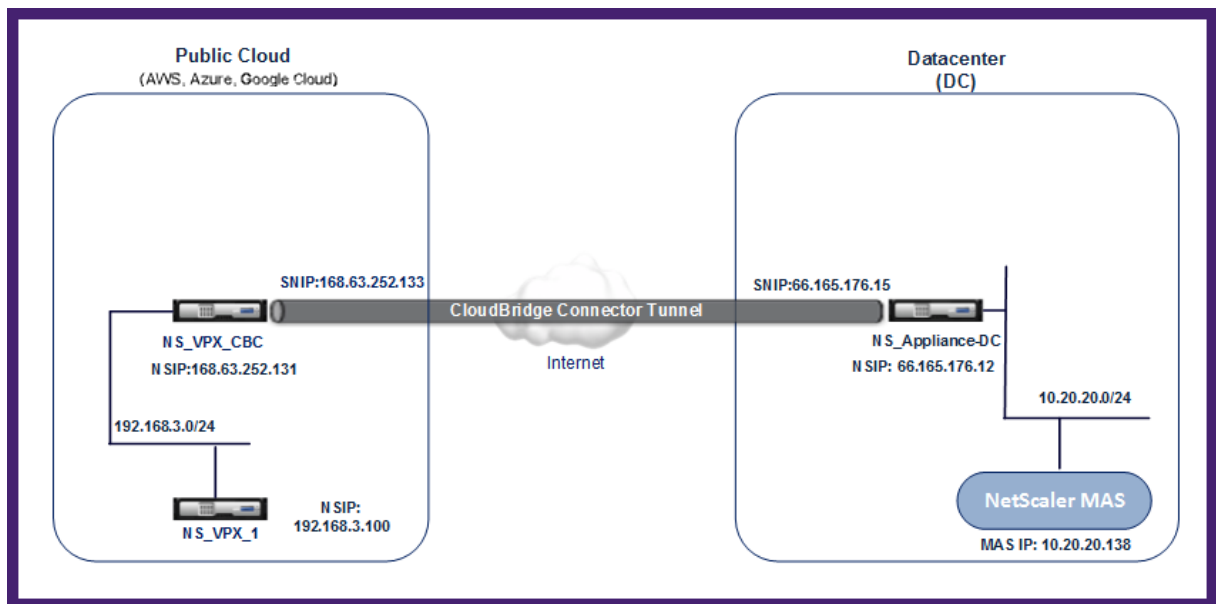 Public Cloud
(AWS, Azure, Google Cloud)
Datacenter
(DC)
SNIP:168.63.252.133
SNIP:66.165.176.15
CloudBridge Connector Tunnel
NS_VPX_CBC
NSIP:168.63.252.131
Internet
NS_Appliance-DC
NSIP: 66.165.176.12
192.168.3.0/24
10.20.20.0/24
NS_VPX_1
NSIP:
192.168.3.100
NetScaler MAS
MAS IP: 10.20.20.138